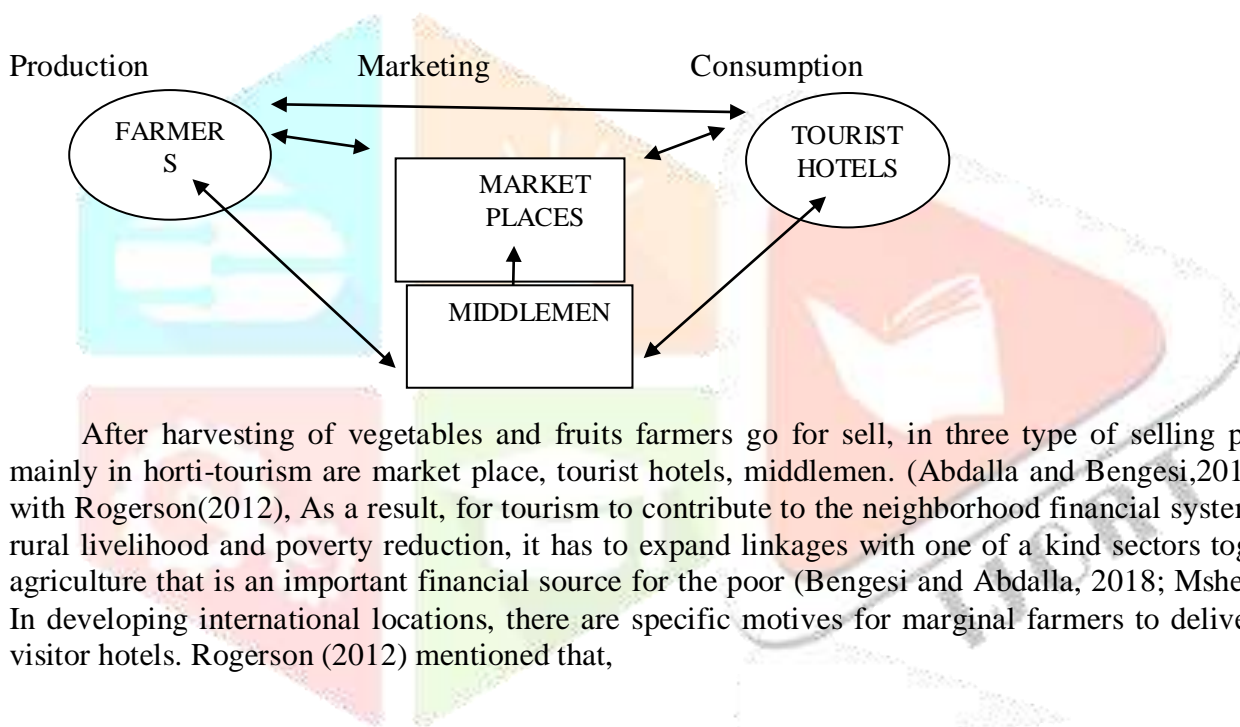 Production Marketing Consumption
FARMER
S
TOURIST
HOTELS
MARKET
PLACES
MIDDLEMEN
After harvesting of vegetables and fruits farmers go for sell, in three type of selling
mainly in horti-tourism are market place, tourist hotels, middlemen. (Abdalla and Bengesi,201
with Rogerson(2012), As a result, for tourism to contribute to the neighborhood financial
rural livelihood and poverty reduction, it has to expand linkages with one of a kind sectors
agriculture that is an important financial source for the poor (Bengesi and Abdalla, 2018;
In developing international locations, there are specific motives for marginal farmers to
visitor hotels. Rogerson (2012) mentioned that,
IJCRT